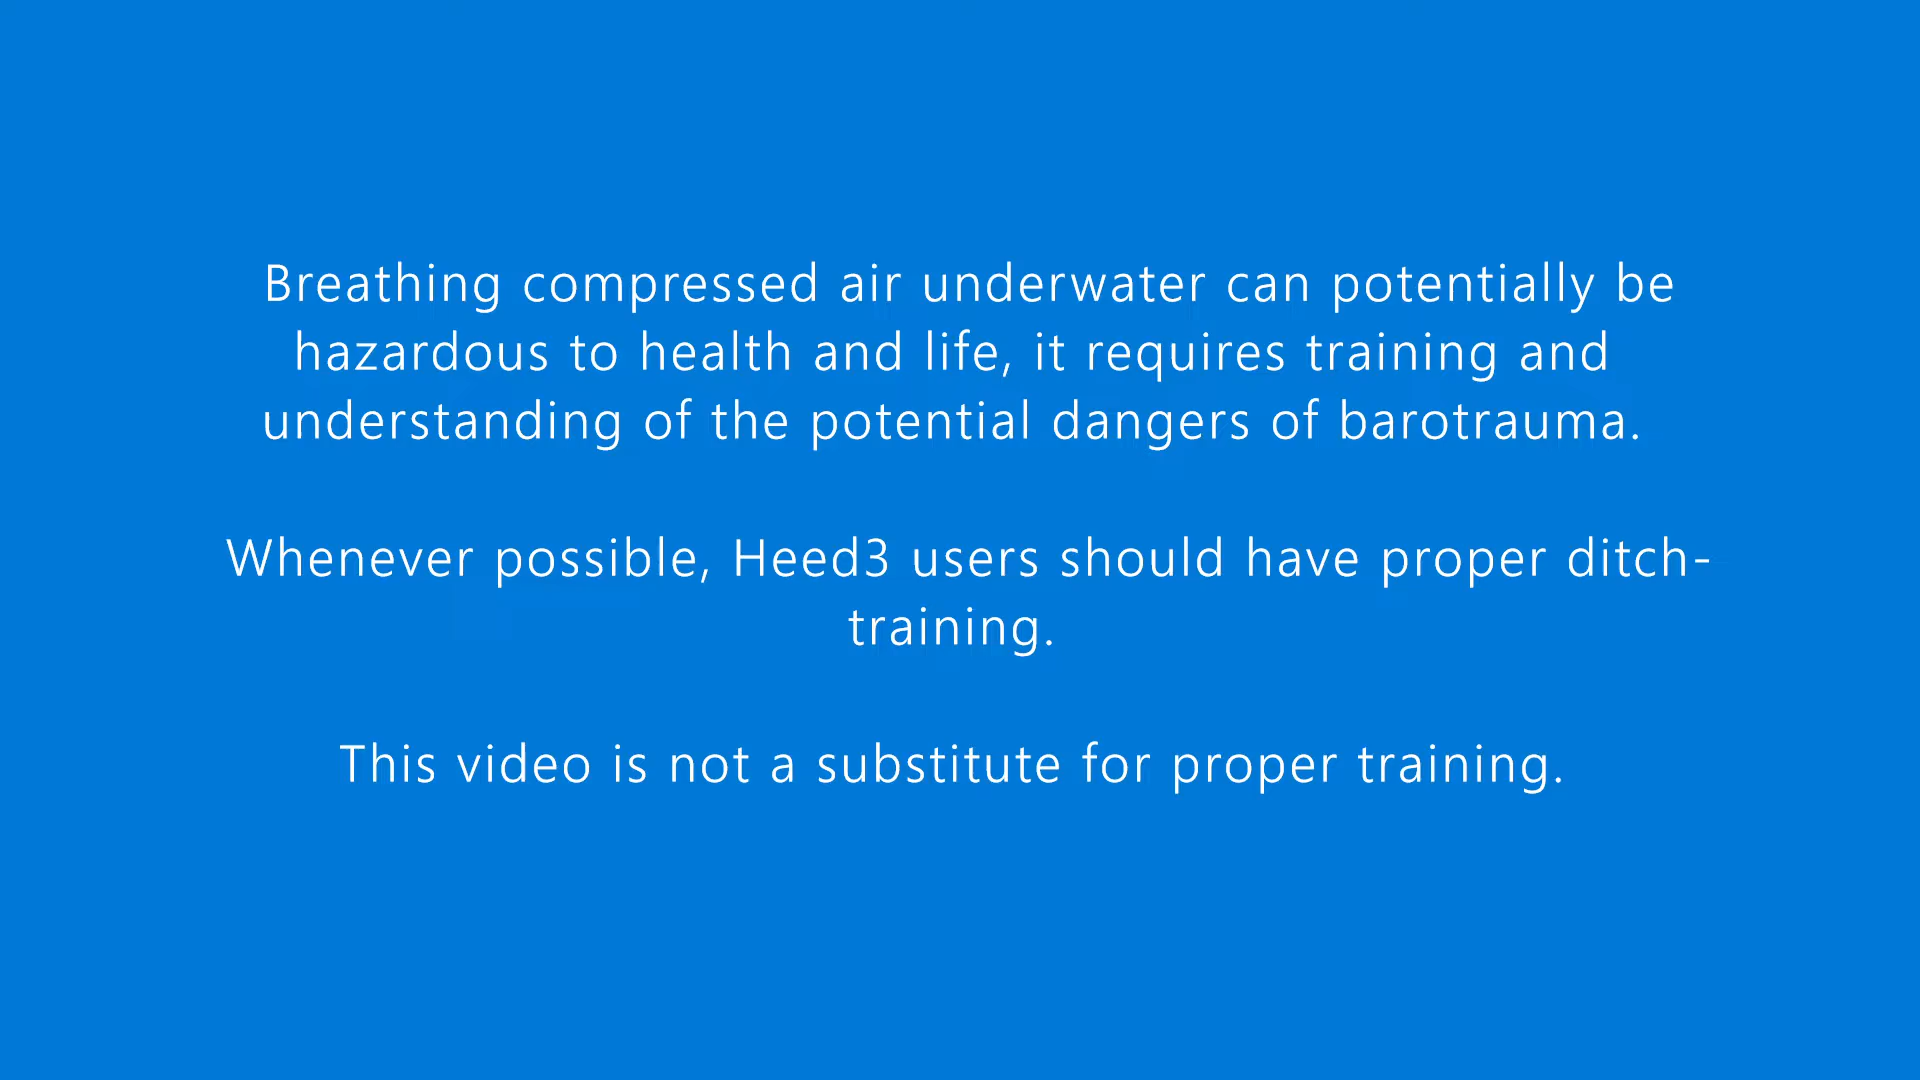 Breathing compressed air underwater can potentially be
hazardous to health and life, it requires training and
understanding of the potential dangers of barotrauma.
Whenever possible, Heed3 users should have proper ditch-
training.
This video is not a substitute for proper training.